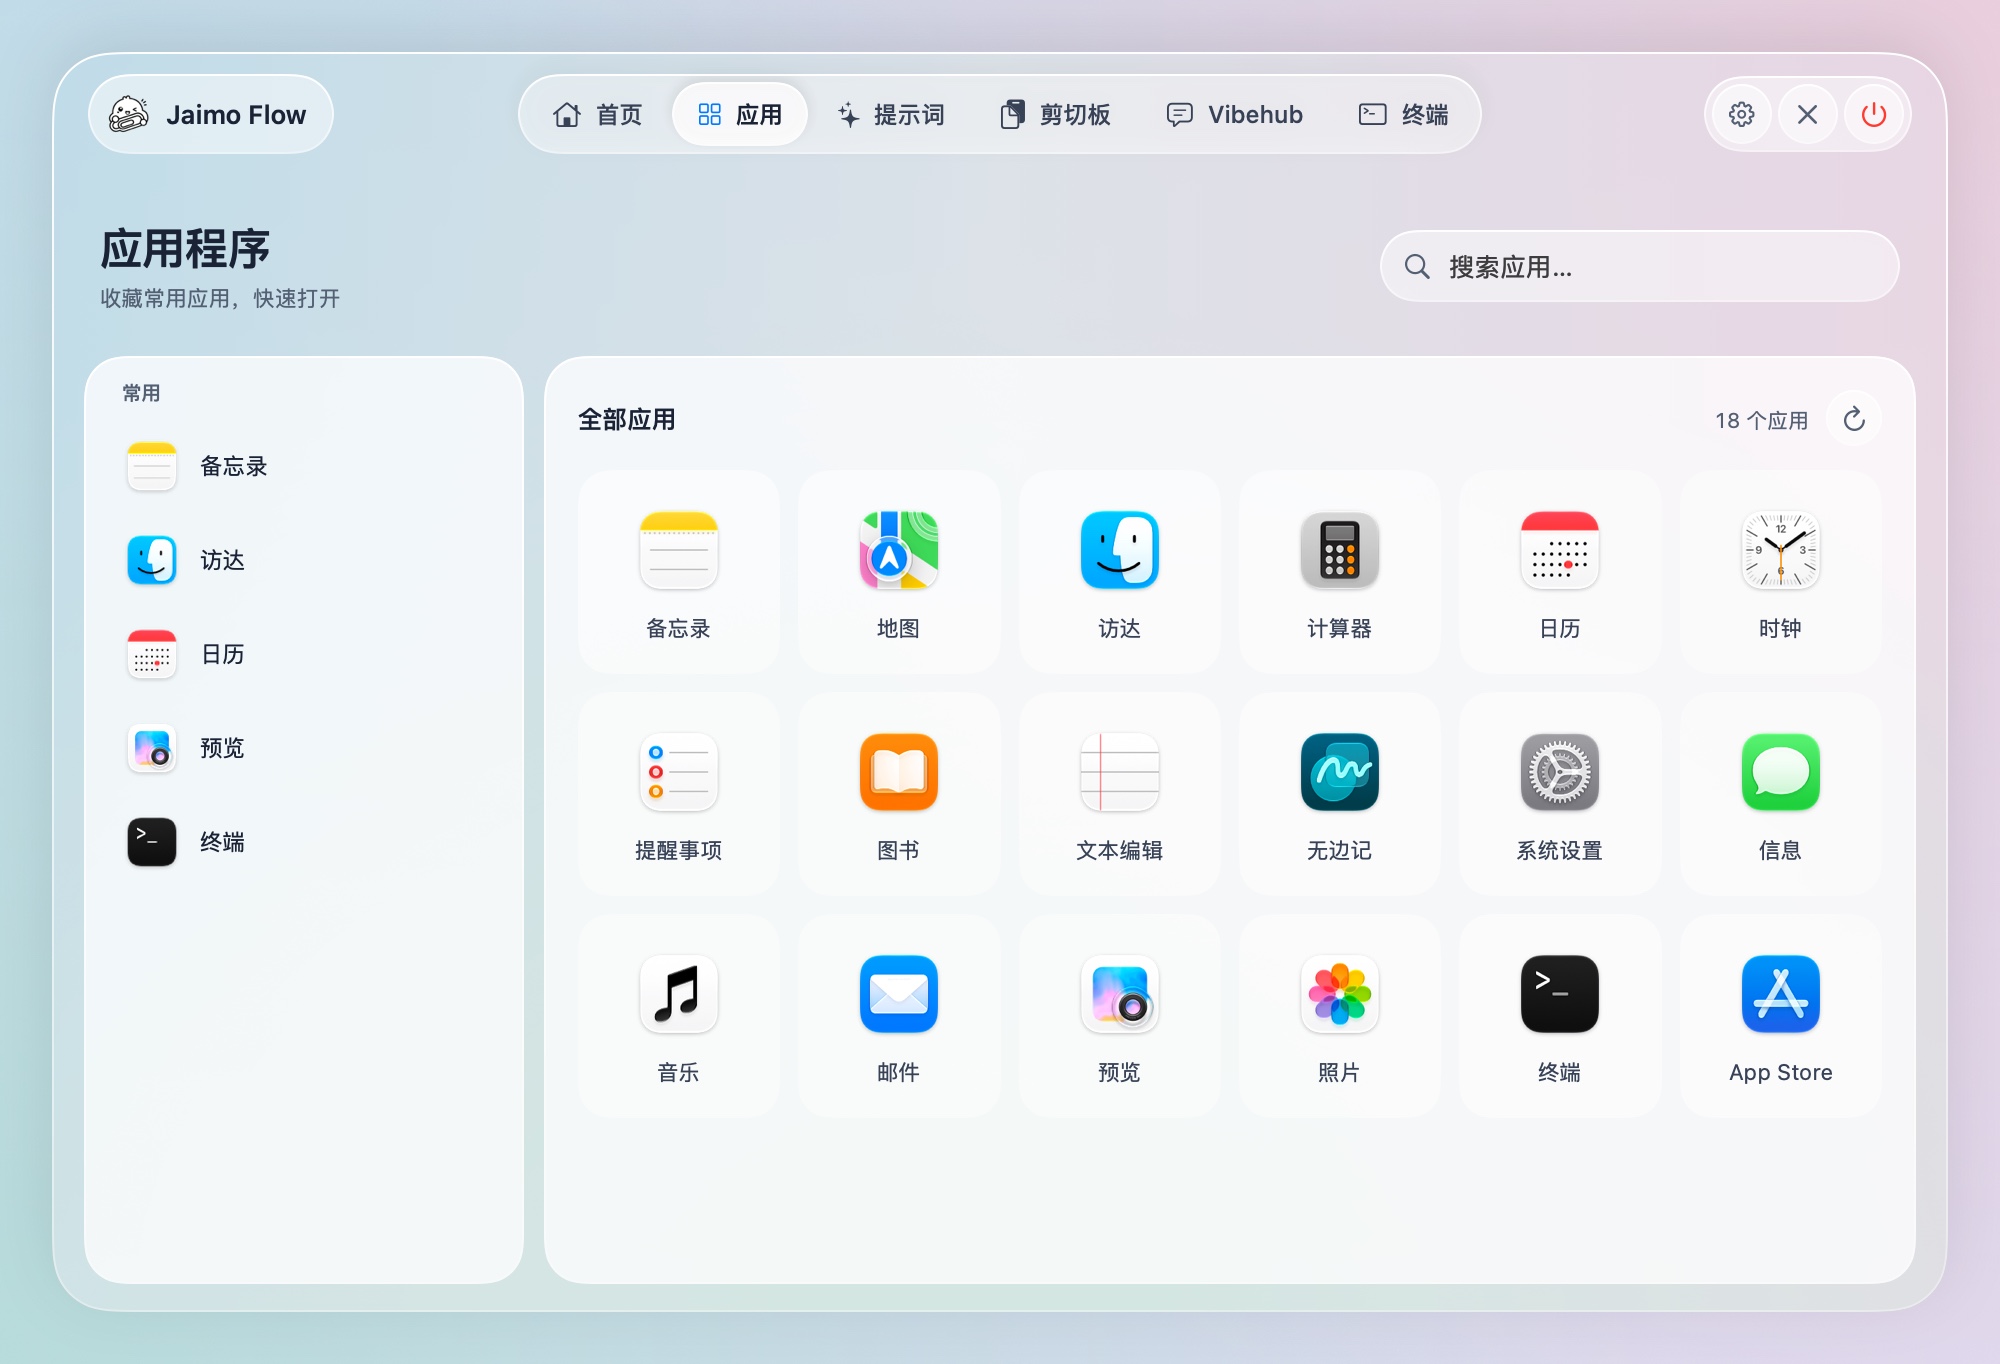 Jaimo Flow
首页
应用
提示词
剪切板
Vibehub
终端
应用程序
收藏常用应用，快速打开
搜索应用...
常用
备忘录
访达
日历
预览
终端
全部应用
18 个应用
备忘录
地图
访达
计算器
日历
时钟
12
9
3
6
提醒事项
图书
文本编辑
无边记
系统设置
信息
音乐
邮件
预览
照片
终端
App Store